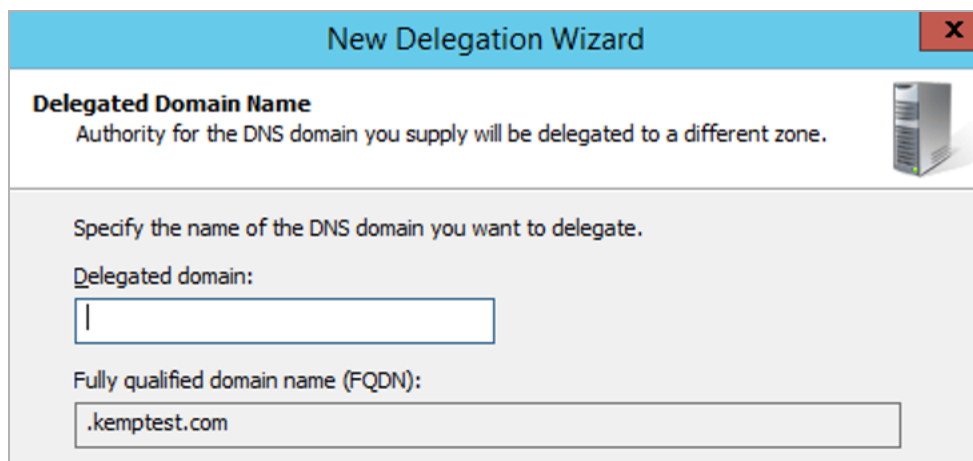 New Delegation Wizard
x
Delegated Domain Name
Authority for the DNS domain you supply will be delegated to a different zone.
Specify the name of the DNS domain you want to delegate.
Delegated domain:
Fully qualified domain name (FQDN):
.kemptest.com